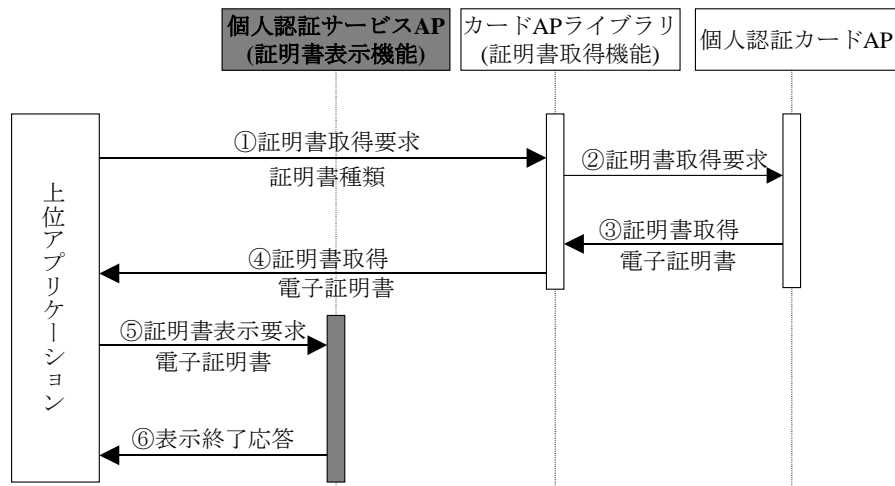 個人認証サービスAP
(証明書表示機能)
カードAPライブラリ
(証明書取得機能)
個人認証カードAP
上位アプリケーション
①証明書取得要求
証明書種類
②証明書取得要求
③証明書取得
電子証明書
④証明書取得
電子証明書
⑤証明書表示要求
電子証明書
⑥表示終了応答